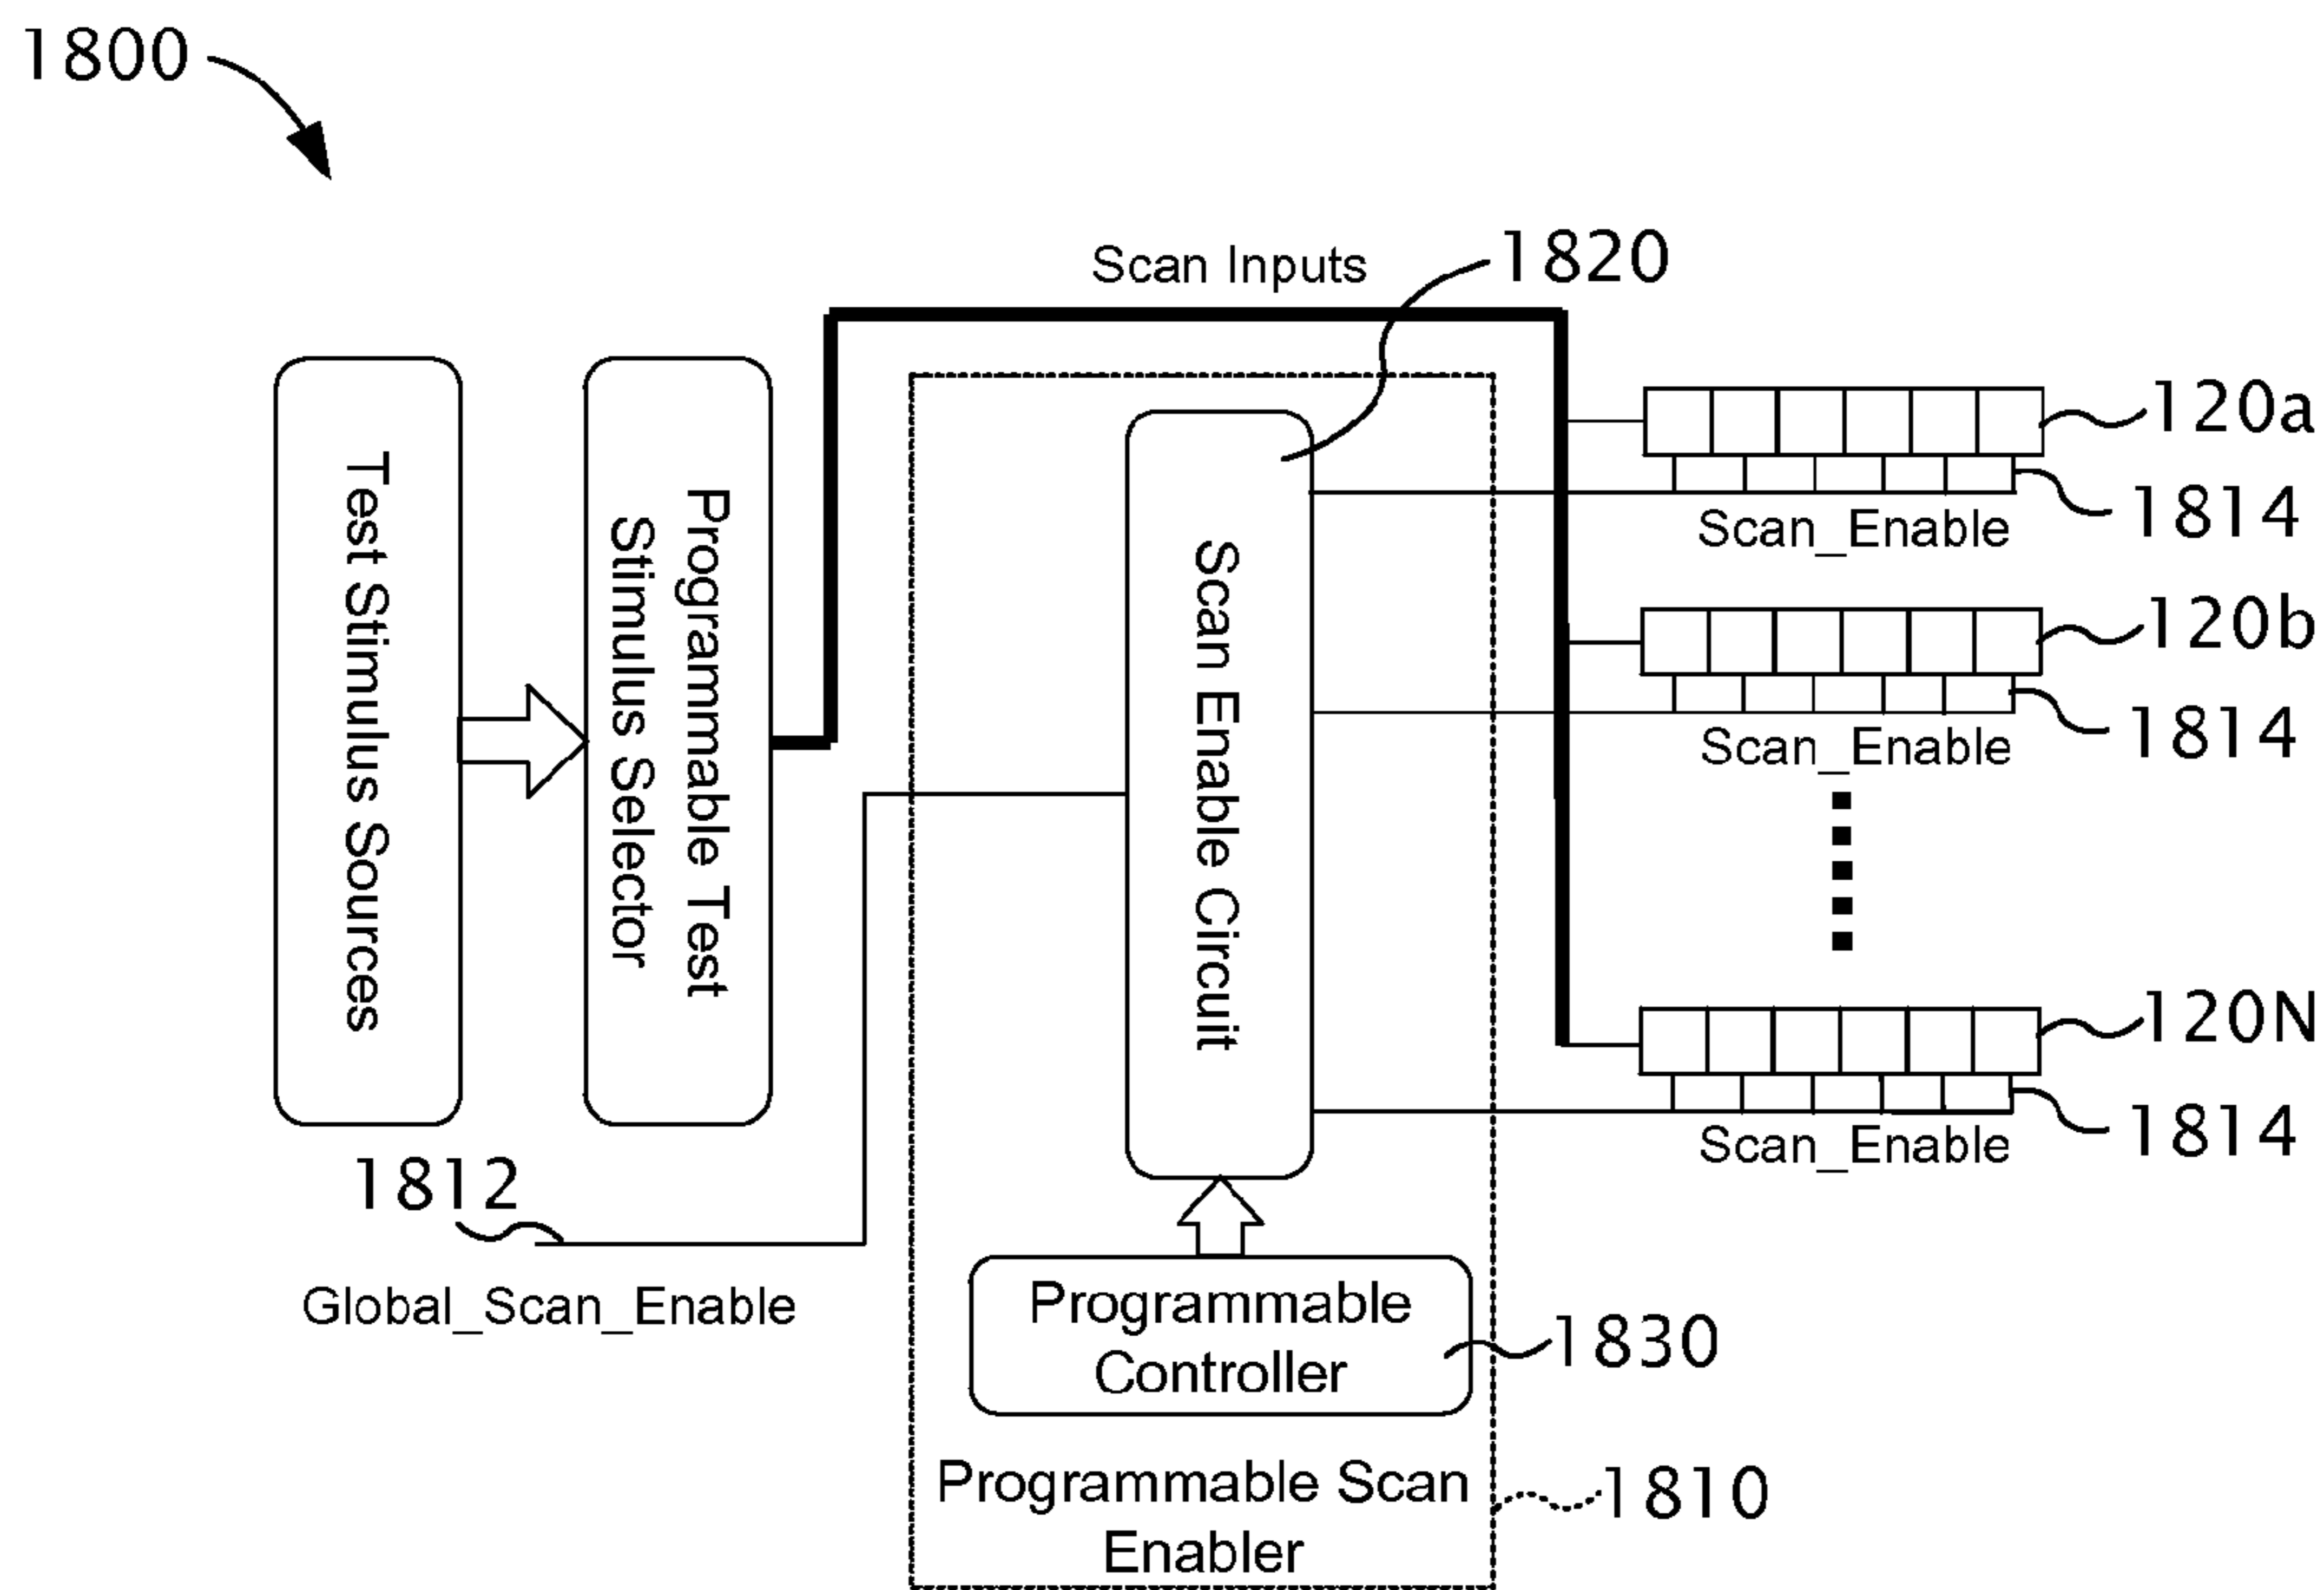 1800
Scan Inputs
1820
120a
1814
Scan_Enable
120b
1814
Scan_Enable
Test Stimulus Sources
Programmable Test
Stimulus Selector
Scan Enable Circuit
120N
1814
Scan_Enable
1812
Global_Scan_Enable
Programmable
Controller
1830
Programmable Scan
Enabler
1810